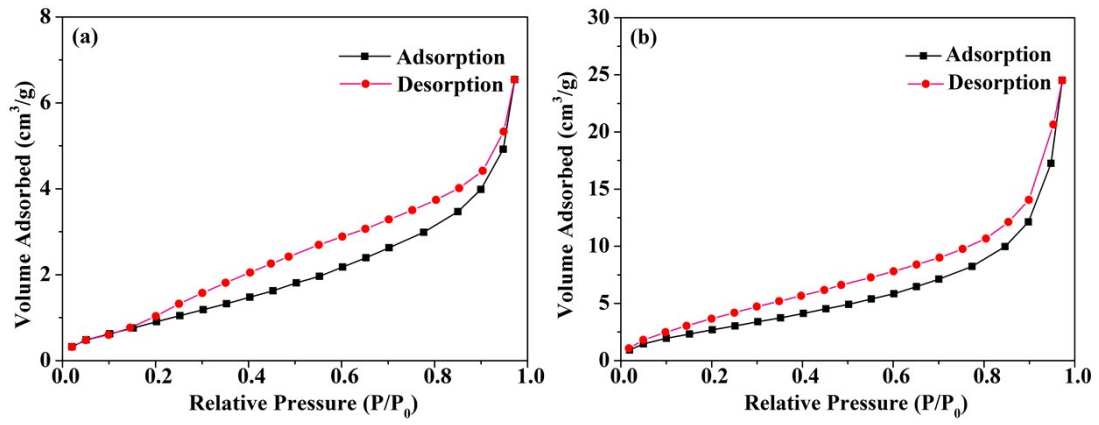 (a)
Adsorption
Desorption
Volume Adsorbed (cm³/g)
8
6
4
2
0
0.0 0.2 0.4 0.6 0.8 1.0
Relative Pressure (P/P₀)
(b)
Adsorption
Desorption
Volume Adsorbed (cm³/g)
30
25
20
15
10
5
0
0.0 0.2 0.4 0.6 0.8 1.0
Relative Pressure (P/P₀)